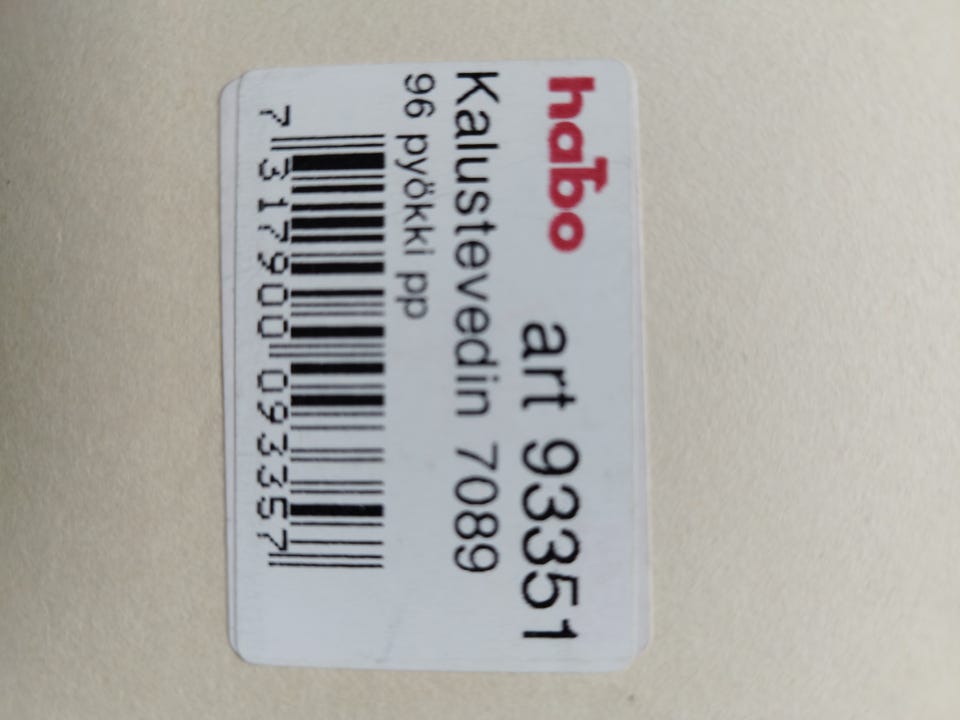 habo art 93351
Kalustevedin 7089
96 pyökki pp
7 317900 093357